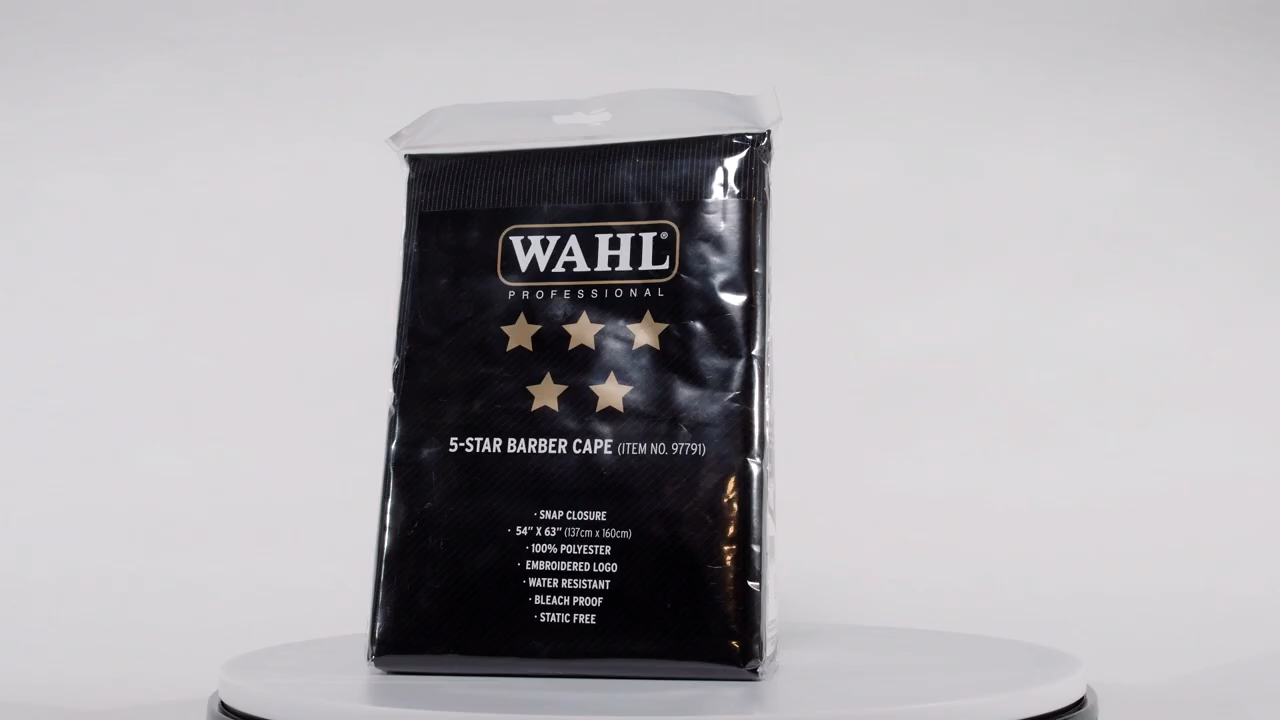 WAHL®
PROFESSIONAL
5-STAR BARBER CAPE (ITEM NO. 97791)
· SNAP CLOSURE
· 54" X 63" (137cm x 160cm)
· 100% POLYESTER
· EMBROIDERED LOGO
· WATER RESISTANT
· BLEACH PROOF
· STATIC FREE